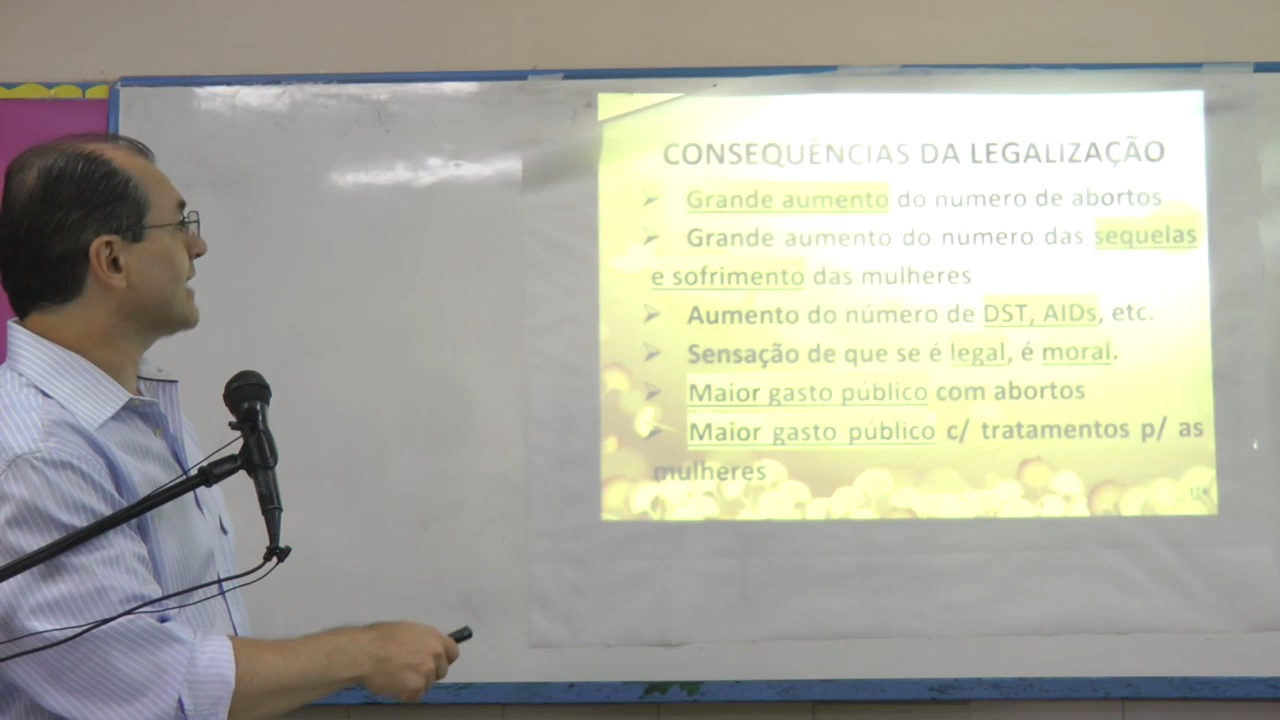 CONSEQUÊNCIAS DA LEGALIZAÇÃO
➢ Grande aumento do numero de abortos
➢ Grande aumento do número das sequelas
e sofrimento das mulheres
➢ Aumento do número de DST, AIDs, etc.
➢ Sensação de que se é legal, é moral.
➢ Maior gasto público com abortos
➢ Maior gasto público c/ tratamentos p/ as
mulheres